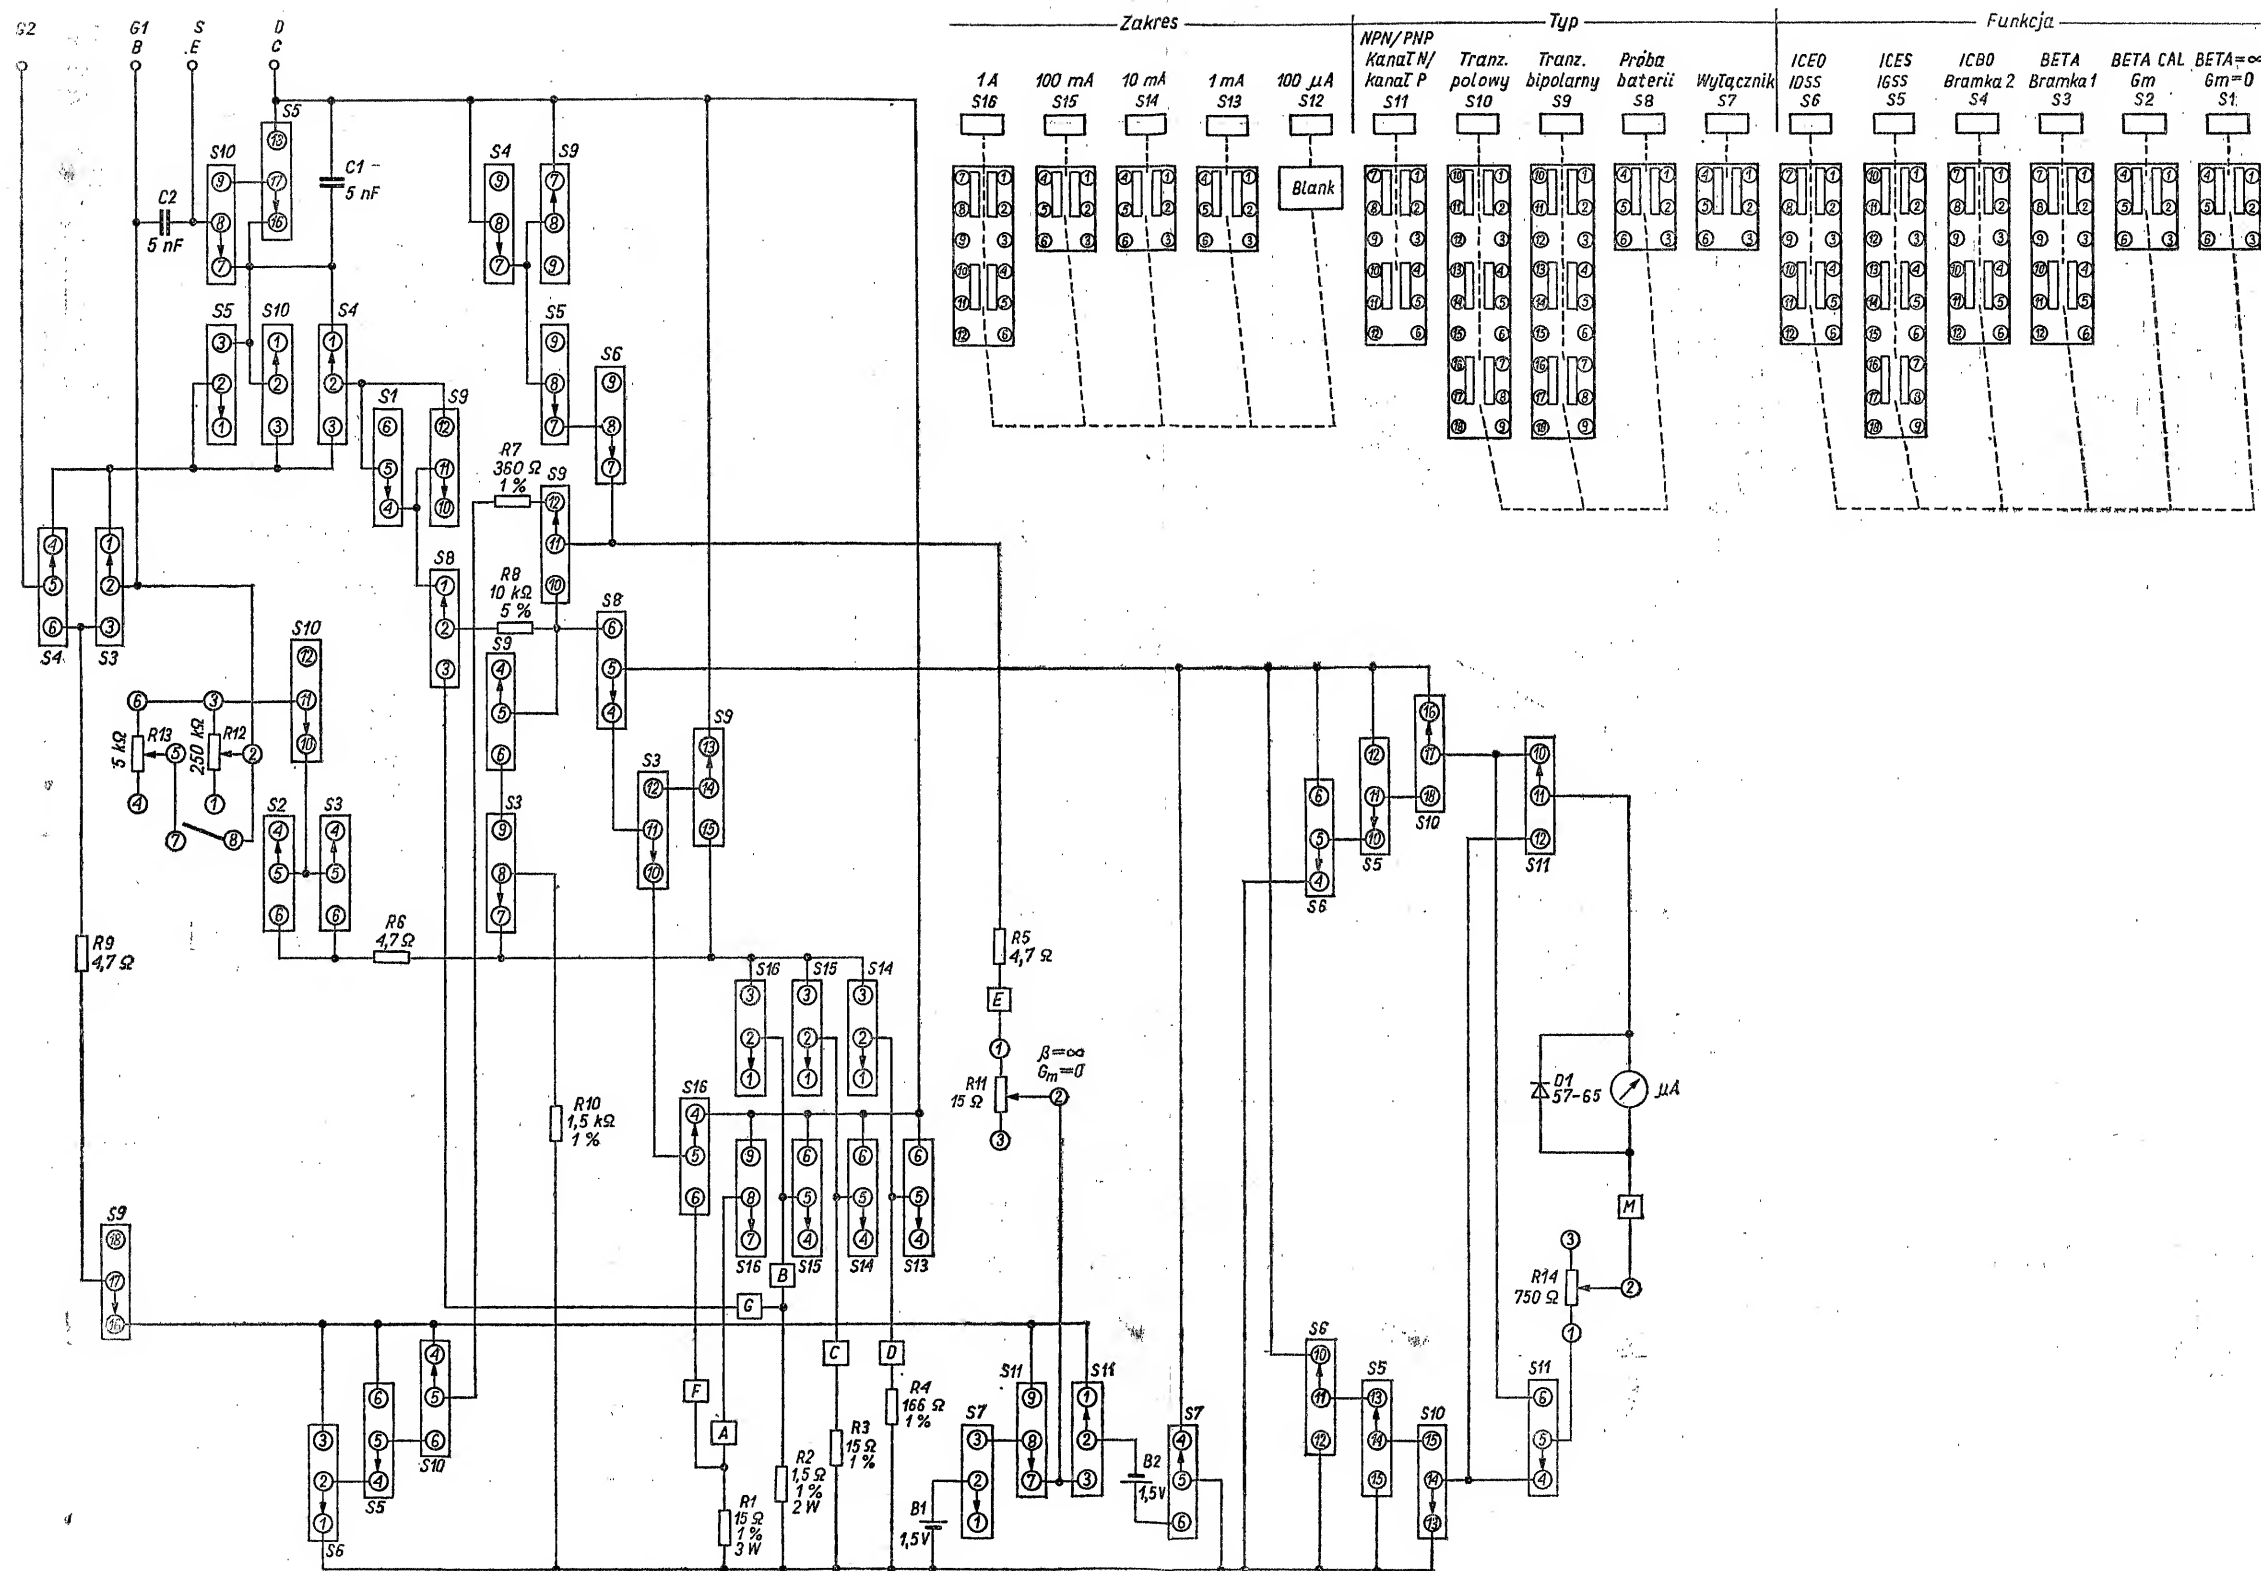 Zakres
Typ
Funkcja
1 A
S16
100 mA
S15
10 mA
S14
1 mA
S13
100 µA
S12
Blank
NPN/PNP
Kanał N/
kanał P
S11
Tranz.
polowy
S10
Tranz.
bipolarny
S9
Próba
baterii
S8
Wyłącznik
S7
ICEO
IDSS
S6
ICES
IGSS
S5
ICBO
Bramka 2
S4
BETA
Bramka 1
S3
BETA CAL
Gm
S2
BETA=∞
Gm=0
S1
G2
G1
B
S
E
D
C
S5
S10
C2
5 nF
C1
5 nF
S4
S9
S5
S10
S4
S1
S9
S5
S6
R7
360 Ω
1 %
S9
S8
R8
10 kΩ
5 %
S8
S4
S3
S10
R13
5 kΩ
R12
250 kΩ
S2
S3
S9
S3
S3
S9
R9
4,7 Ω
R6
4,7 Ω
S16
S15
S14
R5
4,7 Ω
E
R11
15 Ω
β=∞
Gm=0
S16
R10
1,5 kΩ
1 %
S16
S15
S14
S13
B
G
C
D
F
A
S9
S6
S5
S10
R1
15 Ω
1 %
3 W
R2
1,5 Ω
1 %
2 W
R3
15 Ω
1 %
R4
166 Ω
1 %
B1
1,5V
S7
S11
S11
B2
1,5V
S7
S6
S5
S10
S11
D1
57-65
µA
M
R14
750 Ω
S6
S5
S10
S11